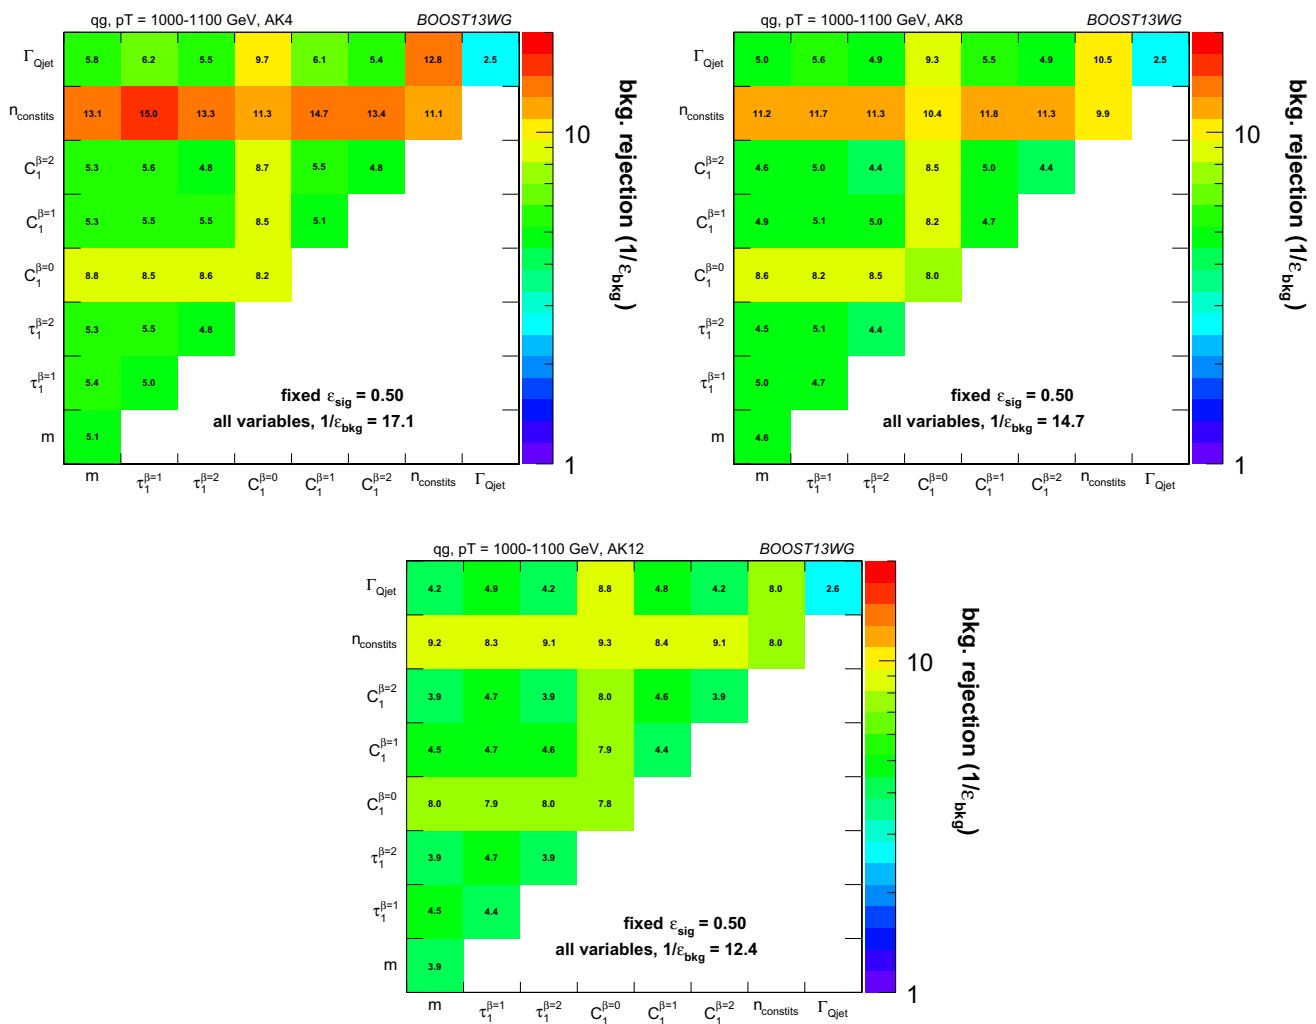 qg, pT = 1000-1100 GeV, AK4 BOOST13WG
Γ_Qjet 5.8 6.2 5.5 9.7 6.1 5.4 12.8 2.5
n_constits 13.1 15.0 13.3 11.3 14.7 13.4 11.1
C_1^β=2 5.3 5.6 4.8 8.7 5.5 4.8
C_1^β=1 5.3 5.5 5.5 8.5 5.1
C_1^β=0 8.8 8.5 8.6 8.2
τ_1^β=2 5.3 5.5 4.8
τ_1^β=1 5.4 5.0
m 5.1
fixed ε_sig = 0.50
all variables, 1/ε_bkg = 17.1
m τ_1^β=1 τ_1^β=2 C_1^β=0 C_1^β=1 C_1^β=2 n_constits Γ_Qjet
10
1
bkg. rejection (1/ε_bkg)
qg, pT = 1000-1100 GeV, AK8 BOOST13WG
Γ_Qjet 5.0 5.6 4.9 9.3 5.5 4.9 10.5 2.5
n_constits 11.2 11.7 11.3 10.4 11.8 11.3 9.9
C_1^β=2 4.6 5.0 4.4 8.5 5.0 4.4
C_1^β=1 4.9 5.1 5.0 8.2 4.7
C_1^β=0 8.6 8.2 8.5 8.0
τ_1^β=2 4.5 5.1 4.4
τ_1^β=1 5.0 4.7
m 4.6
fixed ε_sig = 0.50
all variables, 1/ε_bkg = 14.7
m τ_1^β=1 τ_1^β=2 C_1^β=0 C_1^β=1 C_1^β=2 n_constits Γ_Qjet
10
1
bkg. rejection (1/ε_bkg)
qg, pT = 1000-1100 GeV, AK12 BOOST13WG
Γ_Qjet 4.2 4.9 4.2 8.8 4.8 4.2 8.0 2.6
n_constits 9.2 8.3 9.1 9.3 8.4 9.1 8.0
C_1^β=2 3.9 4.7 3.9 8.0 4.6 3.9
C_1^β=1 4.5 4.7 4.6 7.9 4.4
C_1^β=0 8.0 7.9 8.0 7.8
τ_1^β=2 3.9 4.7 3.9
τ_1^β=1 4.5 4.4
m 3.9
fixed ε_sig = 0.50
all variables, 1/ε_bkg = 12.4
m τ_1^β=1 τ_1^β=2 C_1^β=0 C_1^β=1 C_1^β=2 n_constits Γ_Qjet
10
1
bkg. rejection (1/ε_bkg)